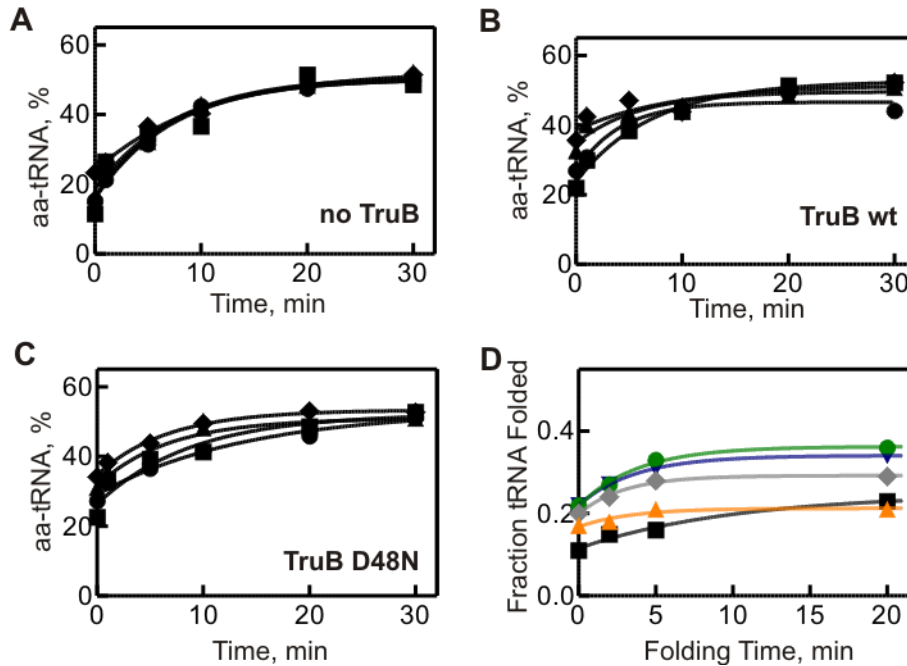 A
aa-tRNA, %
60
40
20
0
no TruB
0 10 20 30
Time, min
B
aa-tRNA, %
60
40
20
0
TruB wt
0 10 20 30
Time, min
C
aa-tRNA, %
60
40
20
0
TruB D48N
0 10 20 30
Time, min
D
Fraction tRNA Folded
0.4
0.2
0.0
0 5 10 15 20
Folding Time, min